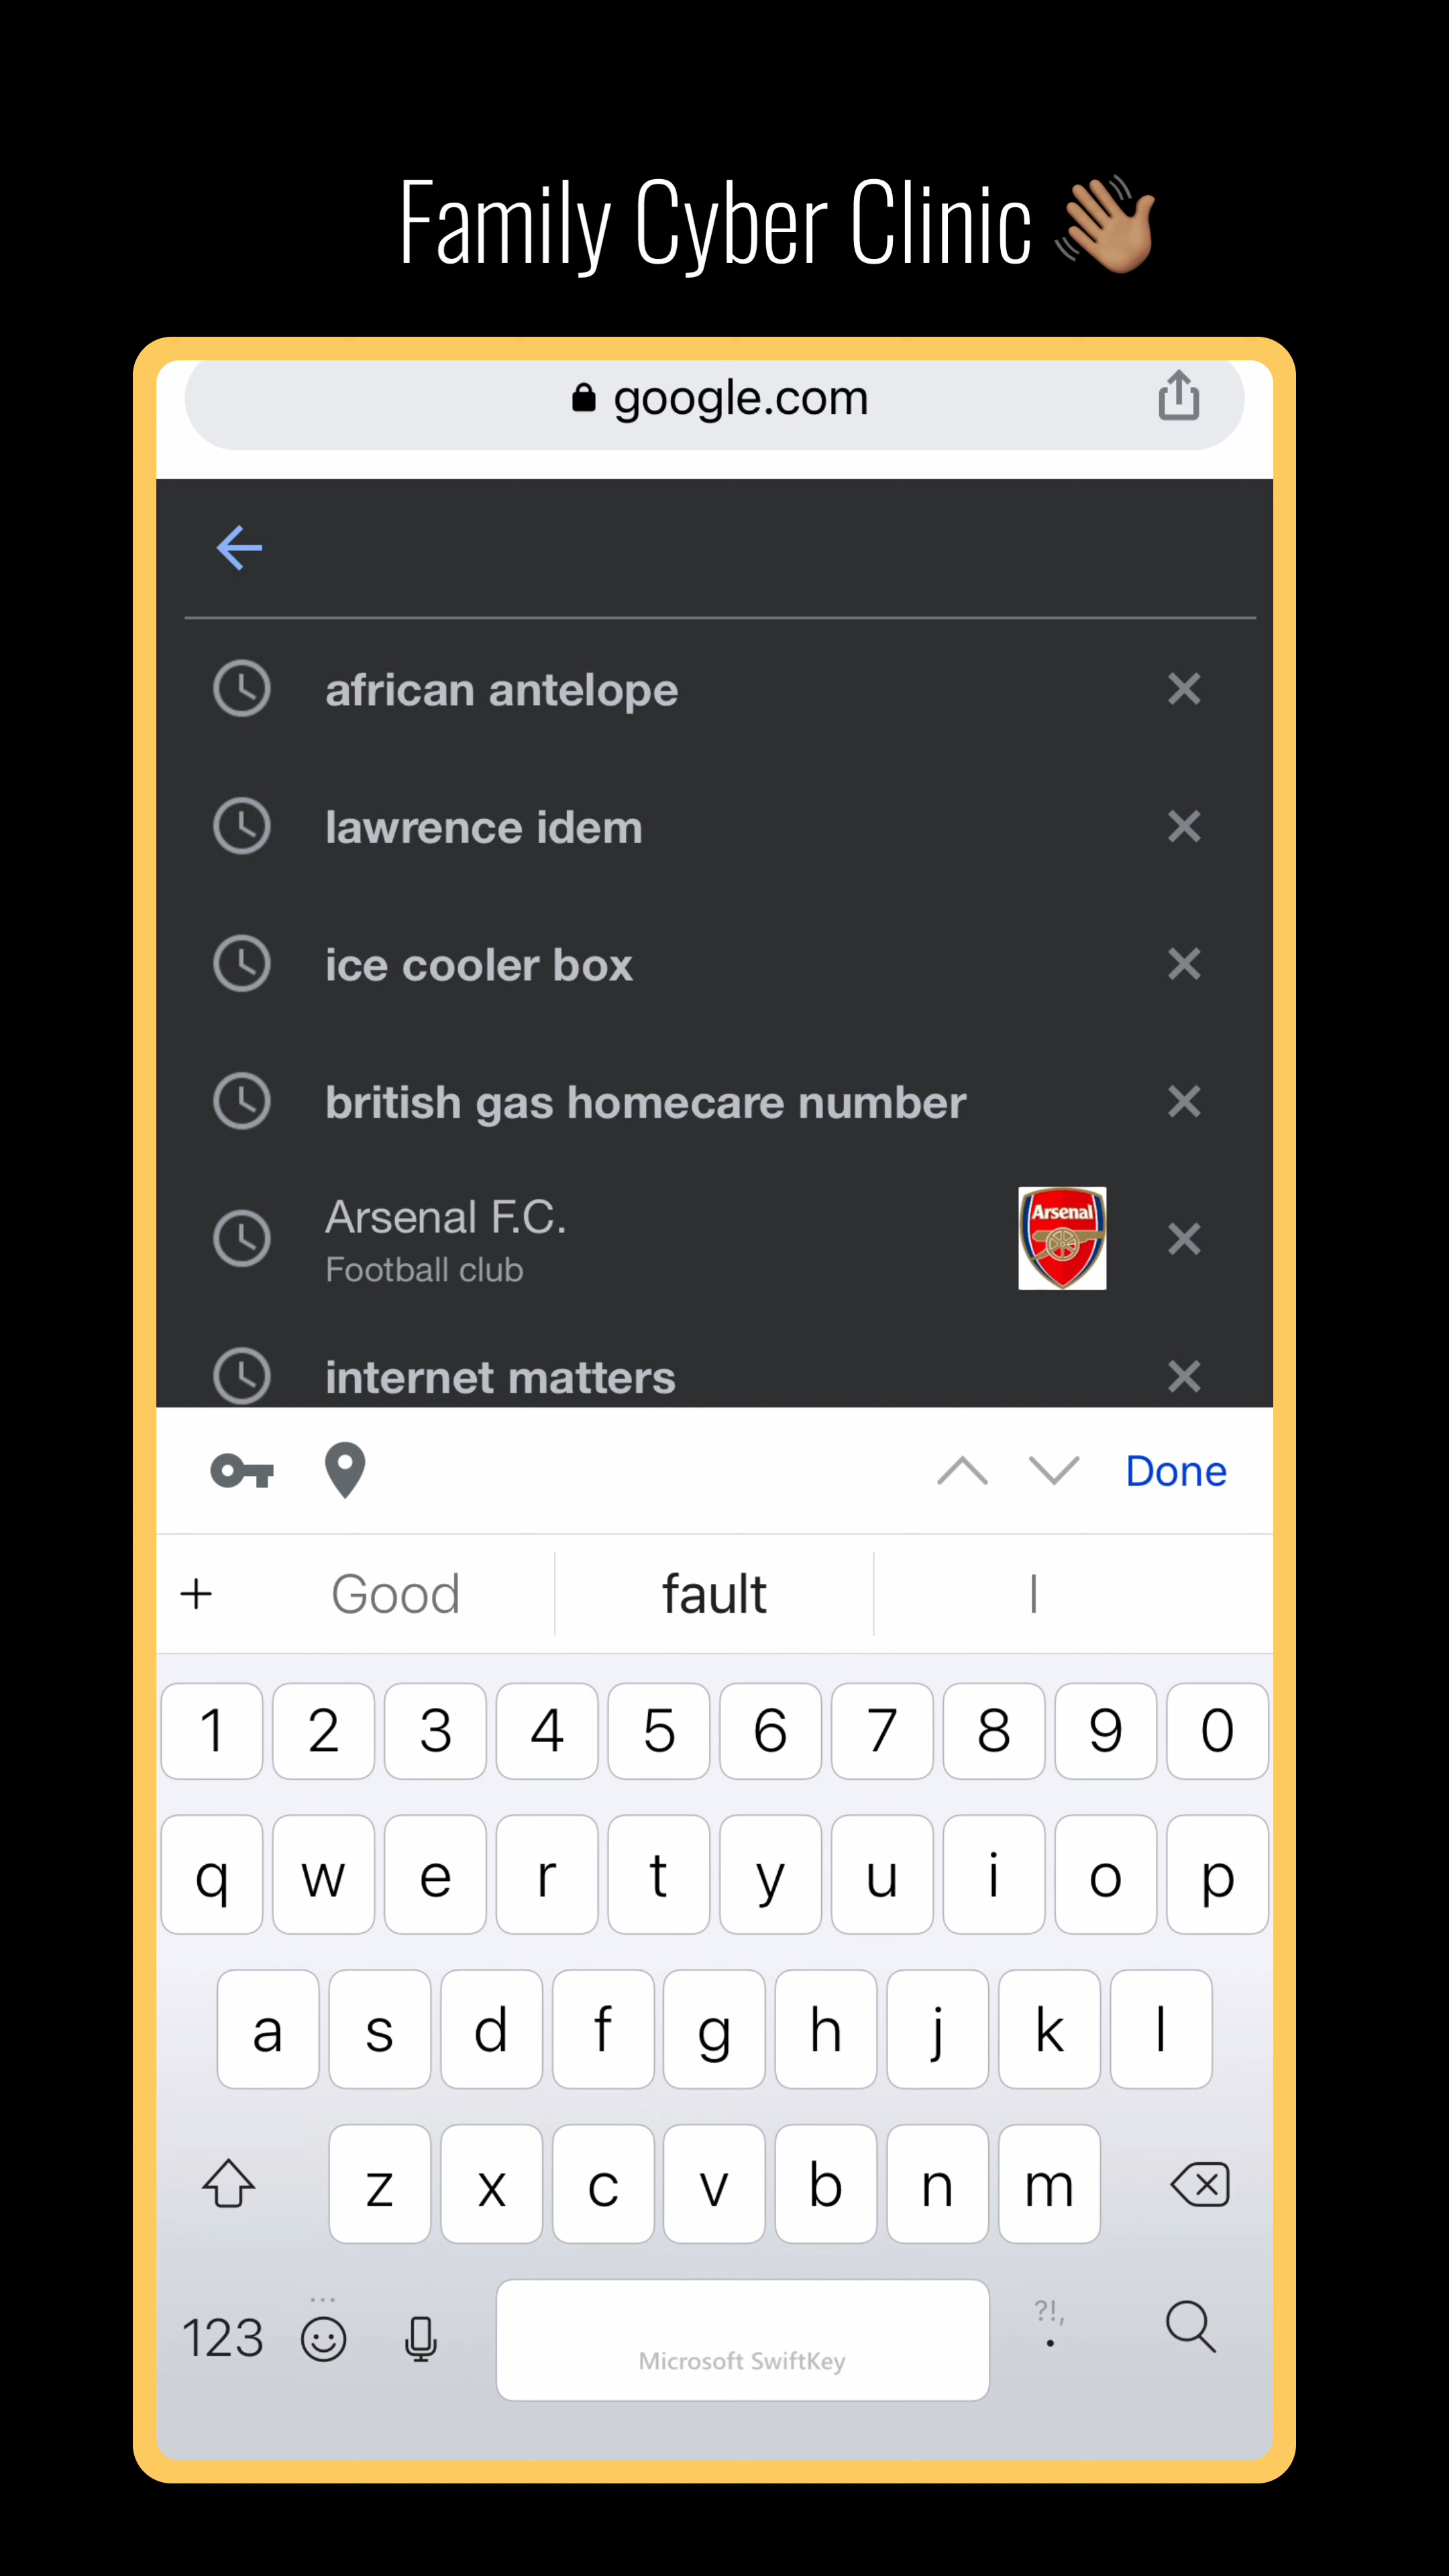 Family Cyber Clinic 👋🏽
google.com
african antelope
lawrence idem
ice cooler box
british gas homecare number
Arsenal F.C.
Football club
Arsenal
internet matters
Done
+ Good fault I
1 2 3 4 5 6 7 8 9 0
q w e r t y u i o p
a s d f g h j k l
z x c v b n m
123 ?!, .
Microsoft SwiftKey